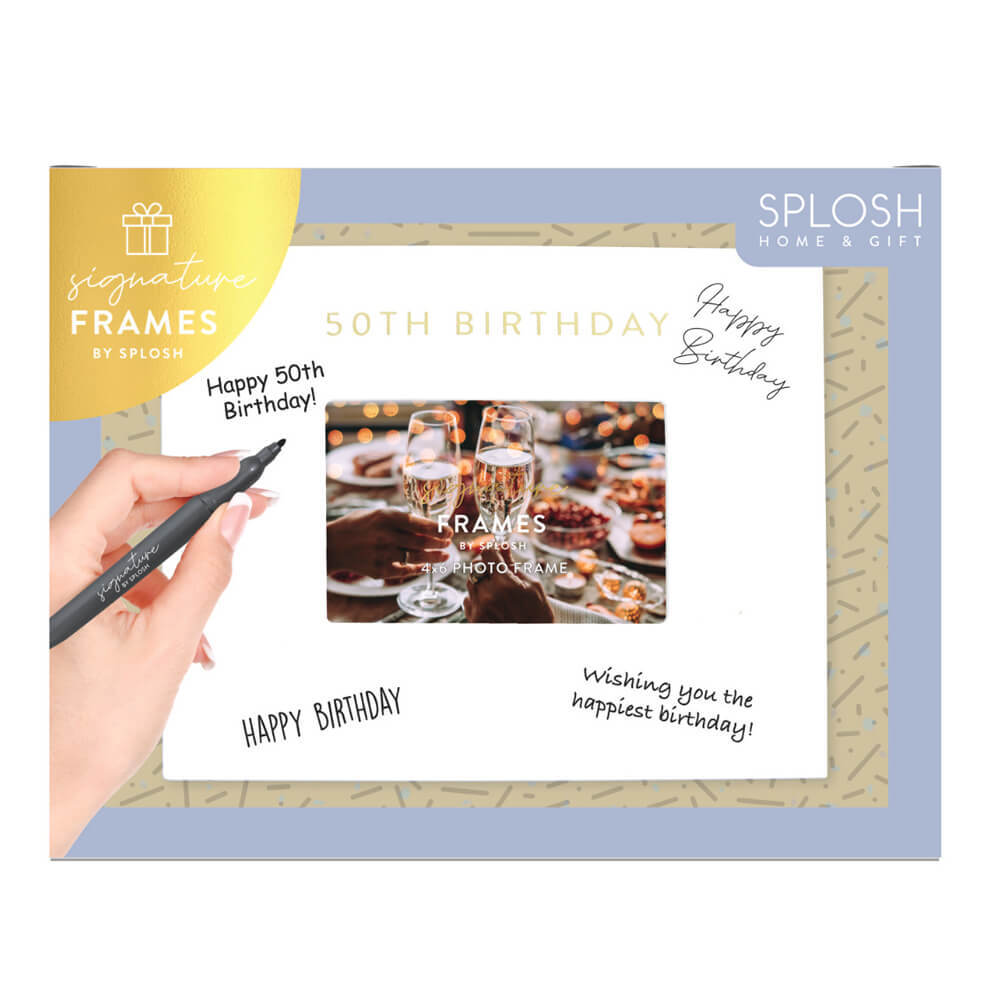 signature
FRAMES
BY SPLOSH
SPLOSH
HOME & GIFT
50TH BIRTHDAY
Happy
Birthday
Happy 50th
Birthday!
signature
FRAMES
BY SPLOSH
4x6 PHOTO FRAME
signature
BY SPLOSH
HAPPY BIRTHDAY
Wishing you the
happiest birthday!